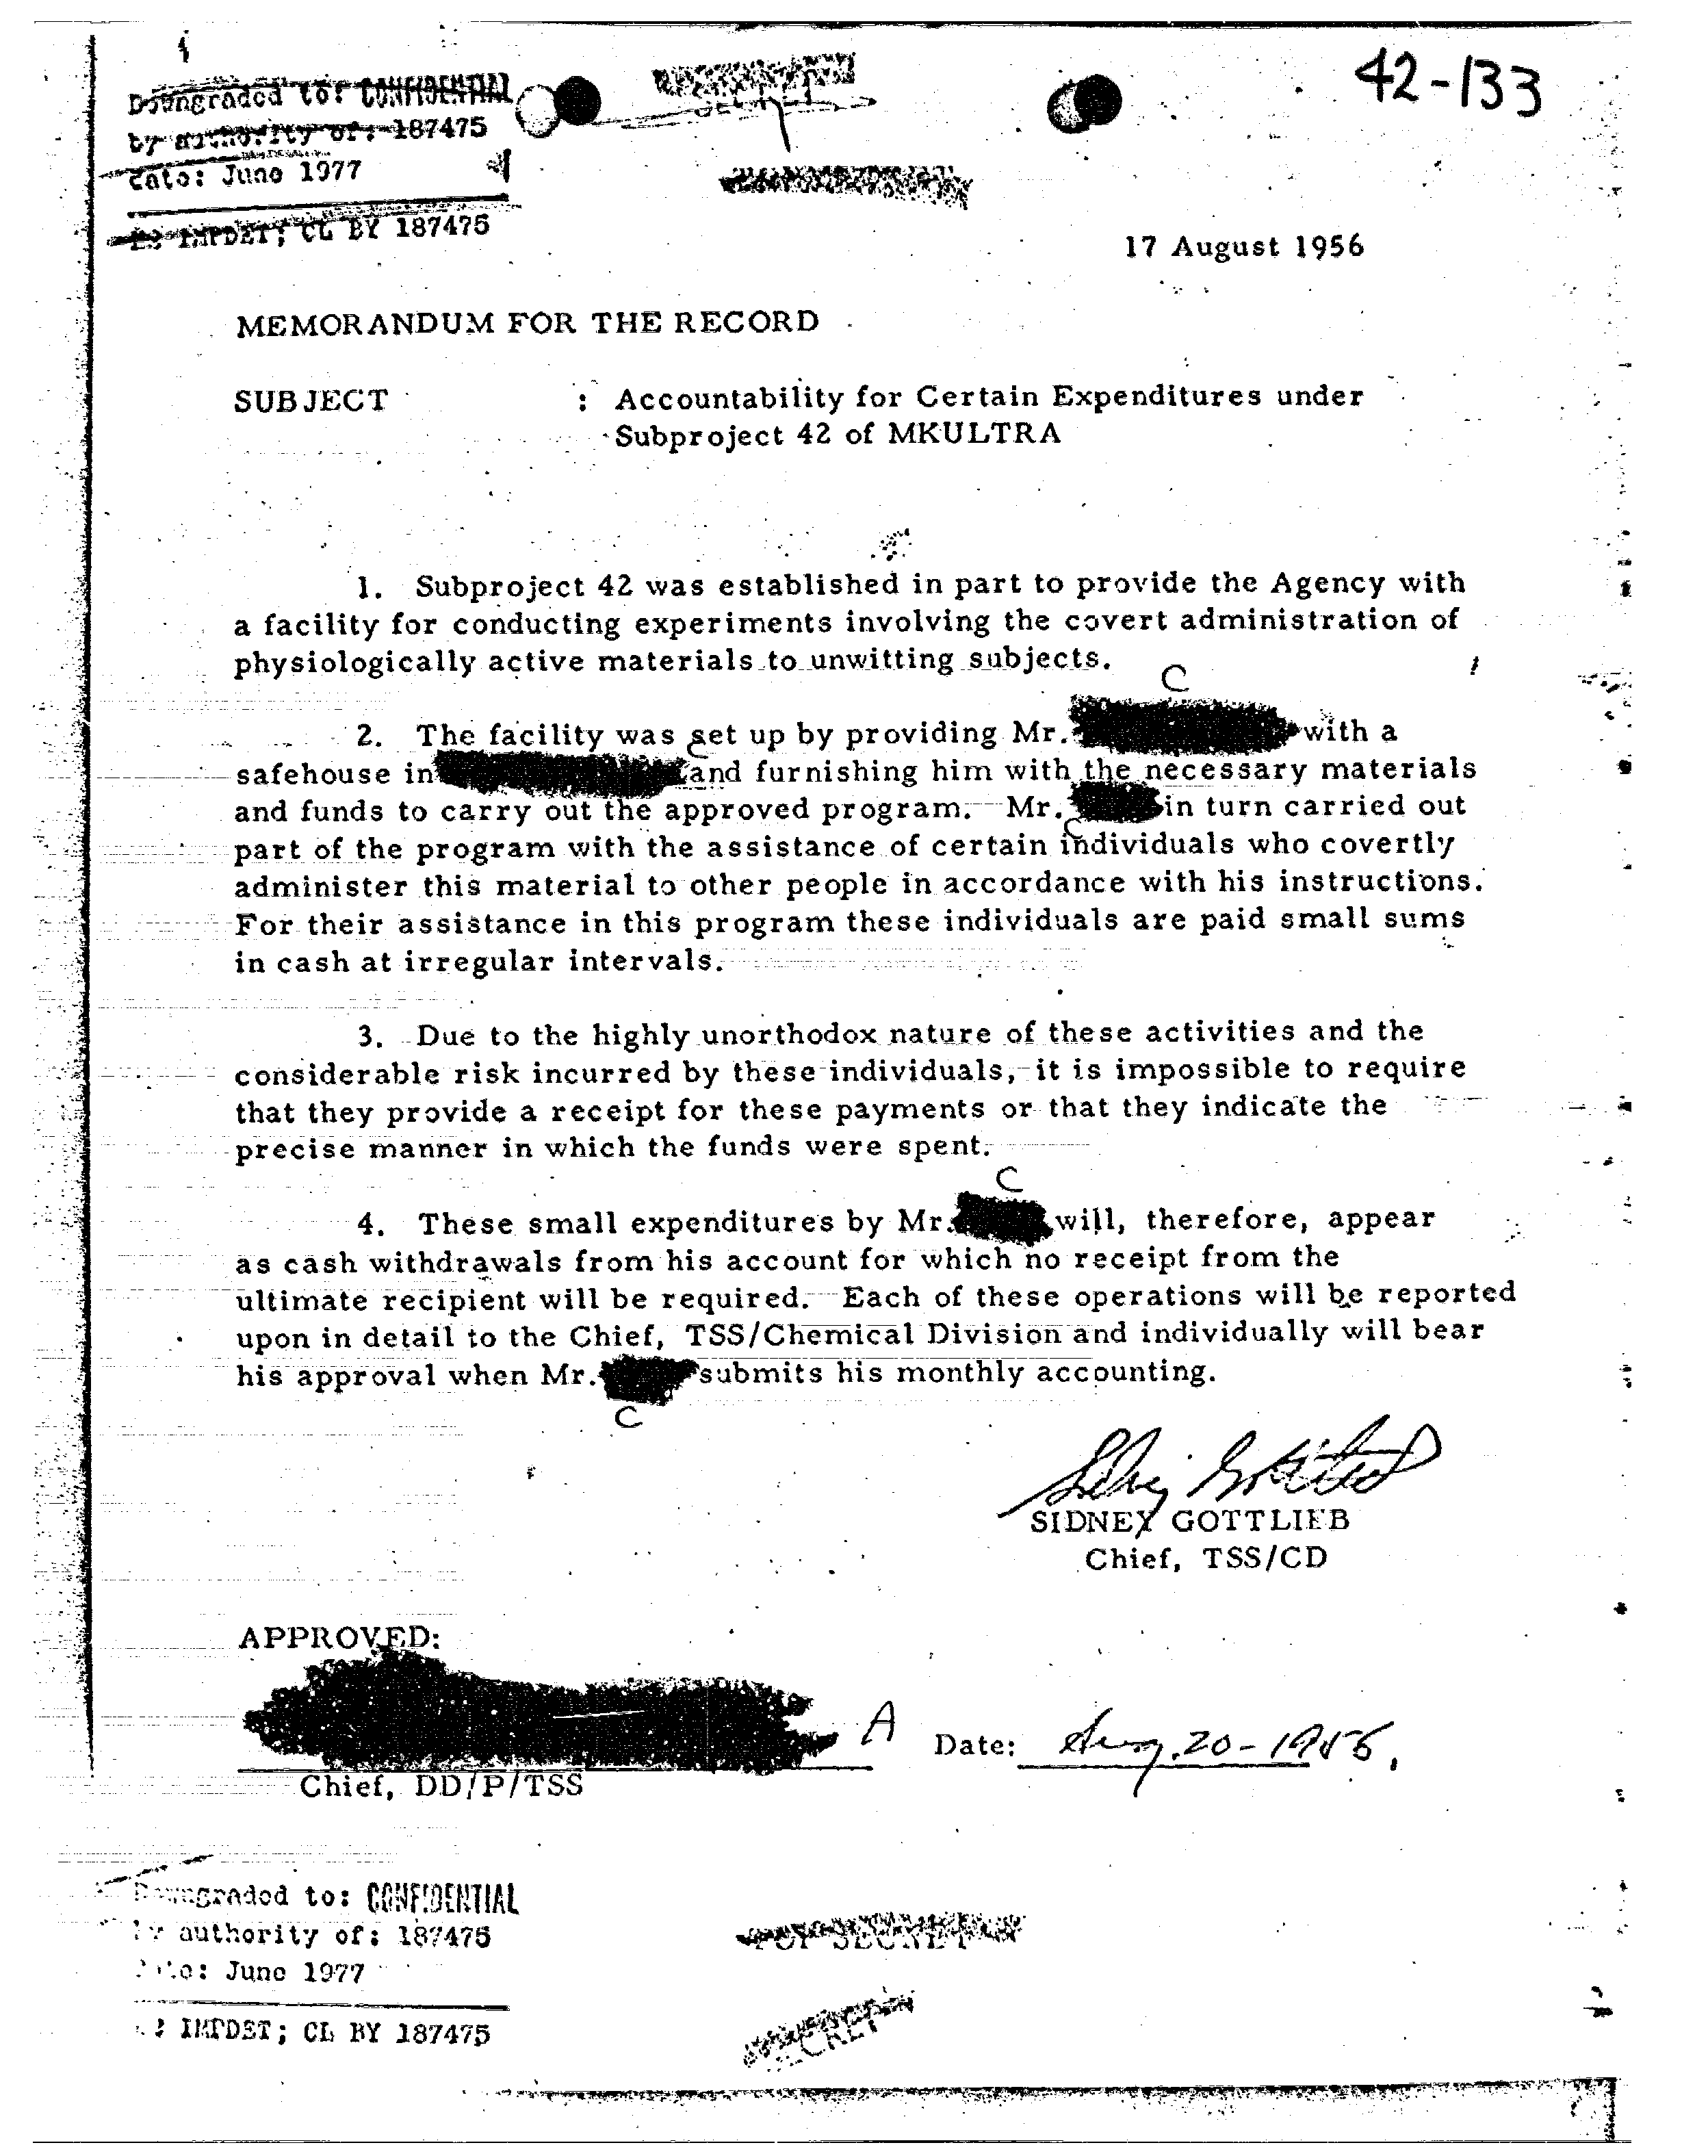 42-133
Downgraded to: CONFIDENTIAL
by authority of: 187475
date: June 1977
IMPDET; CL BY 187475
17 August 1956
MEMORANDUM FOR THE RECORD
SUBJECT : Accountability for Certain Expenditures under
Subproject 42 of MKULTRA
1. Subproject 42 was established in part to provide the Agency with
a facility for conducting experiments involving the covert administration of
physiologically active materials to unwitting subjects.
C
2. The facility was set up by providing Mr. with a
safehouse in C and furnishing him with the necessary materials
and funds to carry out the approved program. Mr. in turn carried out
C
part of the program with the assistance of certain individuals who covertly
administer this material to other people in accordance with his instructions.
For their assistance in this program these individuals are paid small sums
in cash at irregular intervals.
3. Due to the highly unorthodox nature of these activities and the
considerable risk incurred by these individuals, it is impossible to require
that they provide a receipt for these payments or that they indicate the
precise manner in which the funds were spent.
C
4. These small expenditures by Mr. will, therefore, appear
as cash withdrawals from his account for which no receipt from the
ultimate recipient will be required. Each of these operations will be reported
upon in detail to the Chief, TSS/Chemical Division and individually will bear
his approval when Mr. submits his monthly accounting.
C
Sidney Gottlieb
SIDNEY GOTTLIEB
Chief, TSS/CD
APPROVED:
A Date: Aug. 20-1956.
Chief, DD/P/TSS
Downgraded to: CONFIDENTIAL
by authority of: 187475
date: June 1977
IMPDET; CL BY 187475
TOP SECRET
SECRET